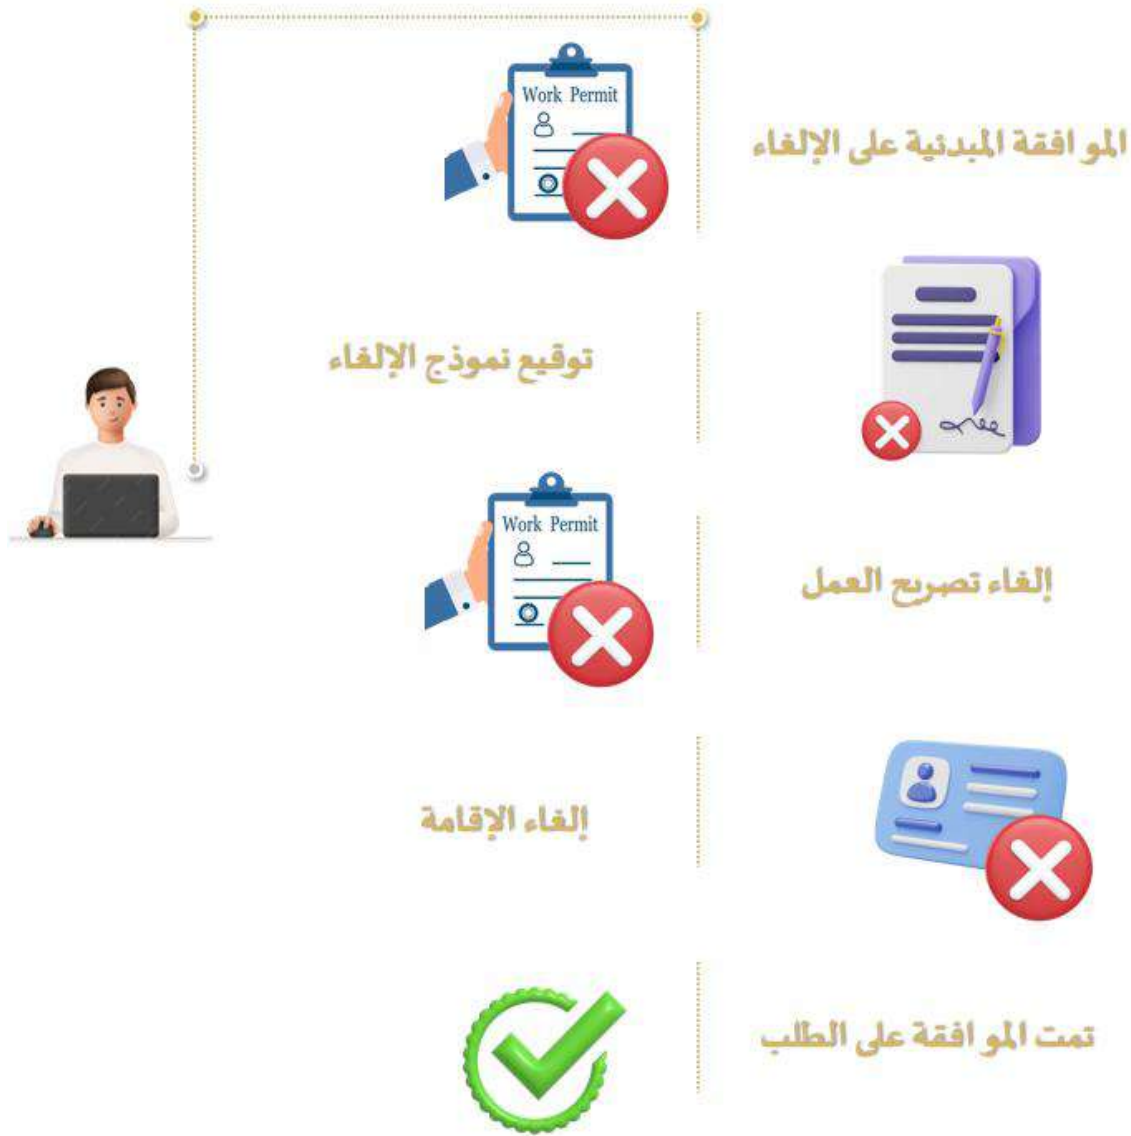 Work Permit
الموافقة المبدئية على الإلغاء
توقيع نموذج الإلغاء
Work Permit
إلغاء تصريح العمل
إلغاء الإقامة
تمت الموافقة على الطلب